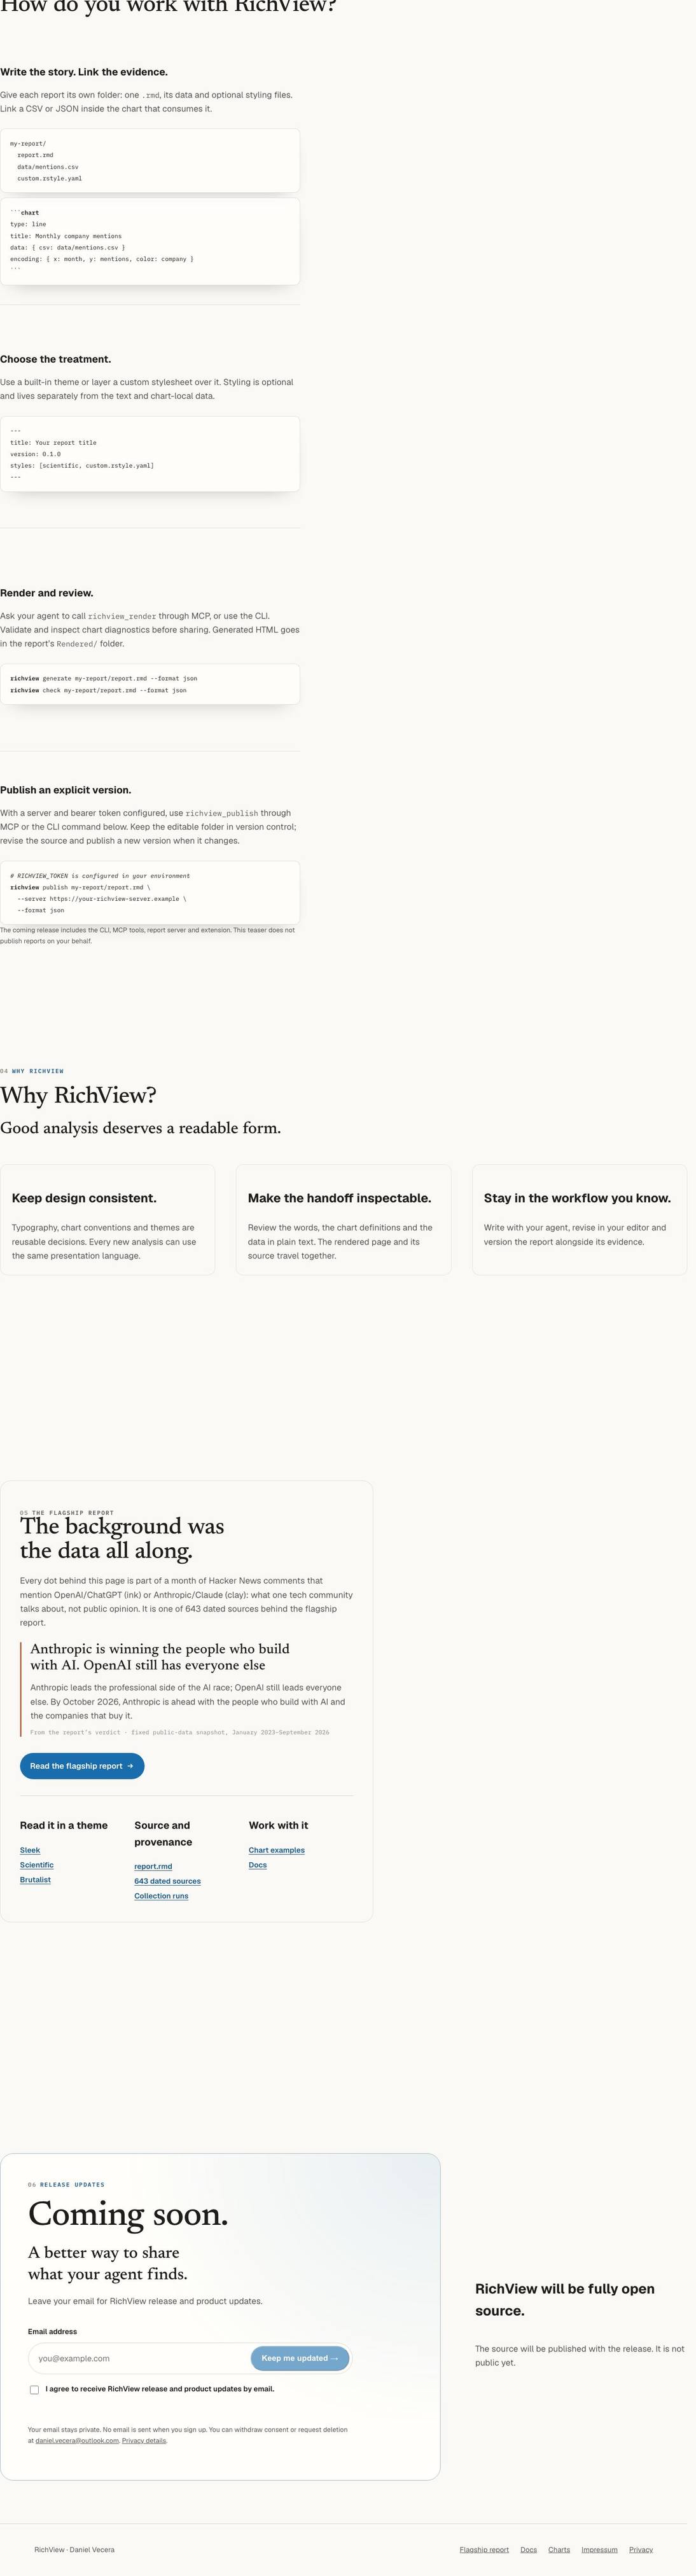 How do you work with RichView?
Write the story. Link the evidence.
Give each report its own folder: one .rmd, its data and optional styling files.
Link a CSV or JSON inside the chart that consumes it.
my-report/
report.rmd
data/mentions.csv
custom.rstyle.yaml
```chart
type: line
title: Monthly company mentions
data: { csv: data/mentions.csv }
encoding: { x: month, y: mentions, color: company }
```
Choose the treatment.
Use a built-in theme or layer a custom stylesheet over it. Styling is optional
and lives separately from the text and chart-local data.
---
title: Your report title
version: 0.1.0
styles: [scientific, custom.rstyle.yaml]
---
Render and review.
Ask your agent to call richview_render through MCP, or use the CLI.
Validate and inspect chart diagnostics before sharing. Generated HTML goes
in the report's Rendered/ folder.
richview generate my-report/report.rmd --format json
richview check my-report/report.rmd --format json
Publish an explicit version.
With a server and bearer token configured, use richview_publish through
MCP or the CLI command below. Keep the editable folder in version control;
revise the source and publish a new version when it changes.
# RICHVIEW_TOKEN is configured in your environment
richview publish my-report/report.rmd \
--server https://your-richview-server.example \
--format json
The coming release includes the CLI, MCP tools, report server and extension. This teaser does not
publish reports on your behalf.
04 WHY RICHVIEW
Why RichView?
Good analysis deserves a readable form.
Keep design consistent.
Typography, chart conventions and themes are
reusable decisions. Every new analysis can use
the same presentation language.
Make the handoff inspectable.
Review the words, the chart definitions and the
data in plain text. The rendered page and its
source travel together.
Stay in the workflow you know.
Write with your agent, revise in your editor and
version the report alongside its evidence.
05 THE FLAGSHIP REPORT
The background was
the data all along.
Every dot behind this page is part of a month of Hacker News comments that
mention OpenAI/ChatGPT (ink) or Anthropic/Claude (clay): what one tech community
talks about, not public opinion. It is one of 643 dated sources behind the flagship
report.
Anthropic is winning the people who build
with AI. OpenAI still has everyone else
Anthropic leads the professional side of the AI race; OpenAI still leads everyone
else. By October 2026, Anthropic is ahead with the people who build with AI and
the companies that buy it.
From the report's verdict · fixed public-data snapshot, January 2023–September 2026
Read the flagship report →
Read it in a theme
Sleek
Scientific
Brutalist
Source and
provenance
report.rmd
643 dated sources
Collection runs
Work with it
Chart examples
Docs
06 RELEASE UPDATES
Coming soon.
A better way to share
what your agent finds.
Leave your email for RichView release and product updates.
Email address
you@example.com
Keep me updated →
I agree to receive RichView release and product updates by email.
Your email stays private. No email is sent when you sign up. You can withdraw consent or request deletion
at daniel.vecera@outlook.com. Privacy details.
RichView will be fully open
source.
The source will be published with the release. It is not
public yet.
RichView · Daniel Vecera
Flagship report Docs Charts Impressum Privacy